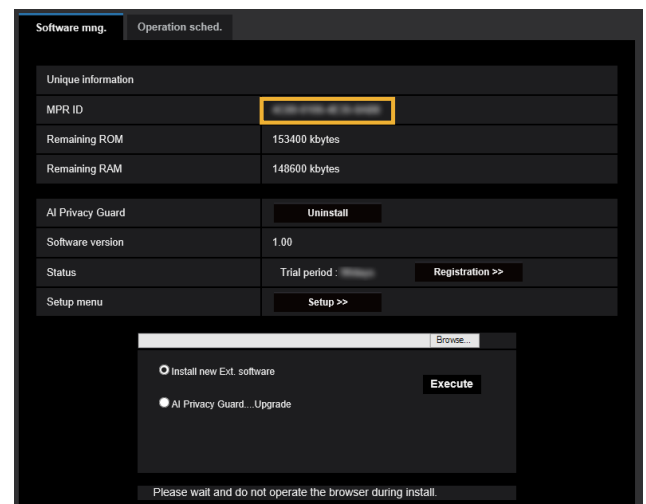 Software mng. Operation sched.
Unique information
MPR ID
Remaining ROM 153400 kbytes
Remaining RAM 148600 kbytes
AI Privacy Guard Uninstall
Software version 1.00
Status Trial period : Registration >>
Setup menu Setup >>
Browse...
Install new Ext. software
Execute
AI Privacy Guard....Upgrade
Please wait and do not operate the browser during install.